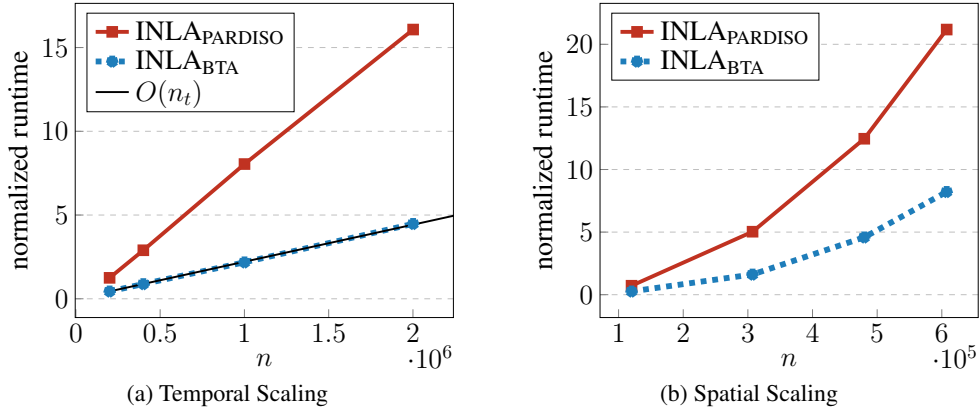 INLA_PARDISO
INLA_BTA
O(n_t)
normalized runtime
15
10
5
0
0 0.5 1 1.5 2
·10^6
n
(a) Temporal Scaling
INLA_PARDISO
INLA_BTA
normalized runtime
20
15
10
5
0
1 2 3 4 5 6
·10^5
n
(b) Spatial Scaling